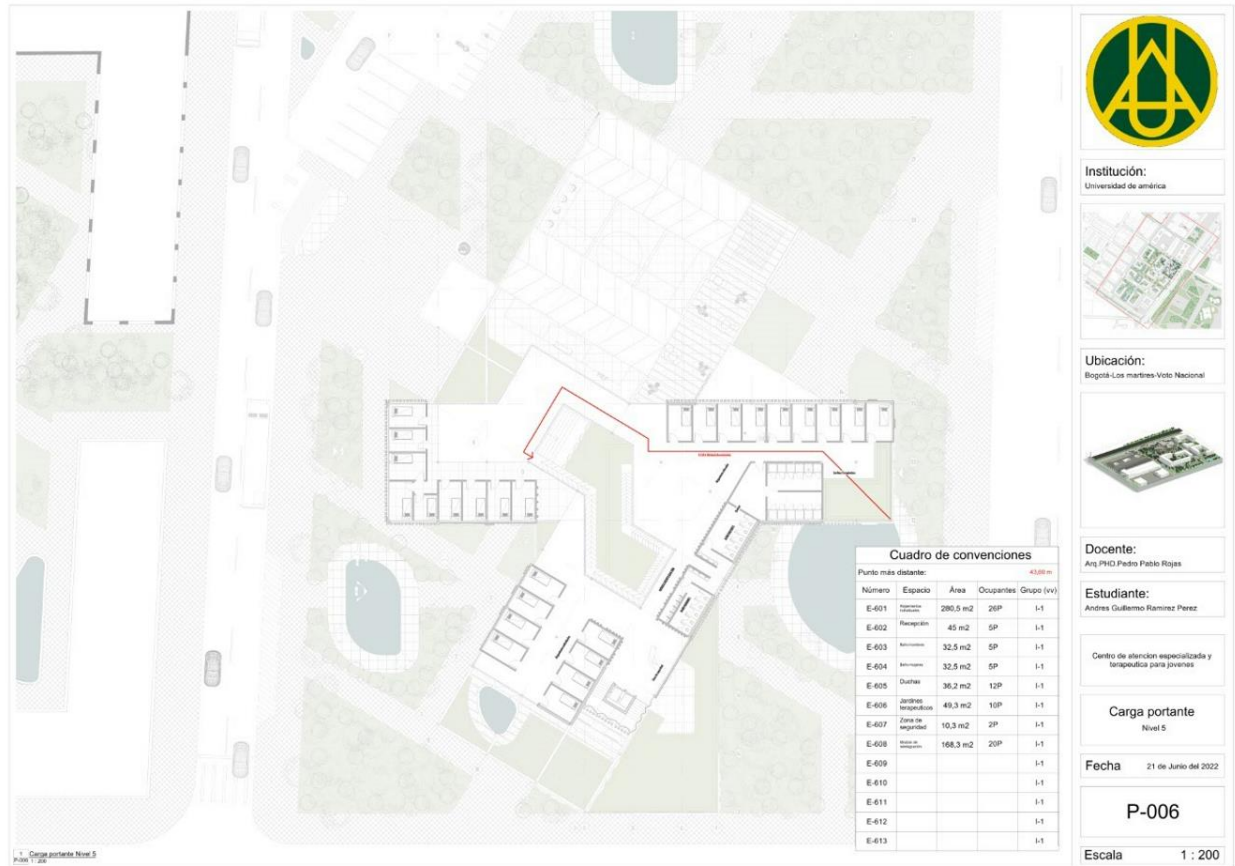 Institución:
Universidad de américa
Ubicación:
Bogotá-Los martires-Voto Nacional
Docente:
Arq.PHD.Pedro Pablo Rojas
Estudiante:
Andres Guillermo Ramirez Perez
Centro de atencion especializada y
terapeutica para jovenes
Carga portante
Nivel 5
Fecha 21 de Junio del 2022
P-006
Escala 1 : 200
Cuadro de convenciones
Punto más distante: 43,66 m
Número Espacio Área Ocupantes Grupo (vv)
E-601 280,5 m2 26P I-1
E-602 Recepción 45 m2 5P I-1
E-603 32,5 m2 5P I-1
E-604 32,5 m2 5P I-1
E-605 Duchas 36,2 m2 12P I-1
E-606 Jardines terapeuticos 49,3 m2 10P I-1
E-607 Zona de seguridad 10,3 m2 2P I-1
E-608 168,3 m2 20P I-1
E-609 I-1
E-610 I-1
E-611 I-1
E-612 I-1
E-613 I-1
1 Carga portante Nivel 5
P-006 1 : 200